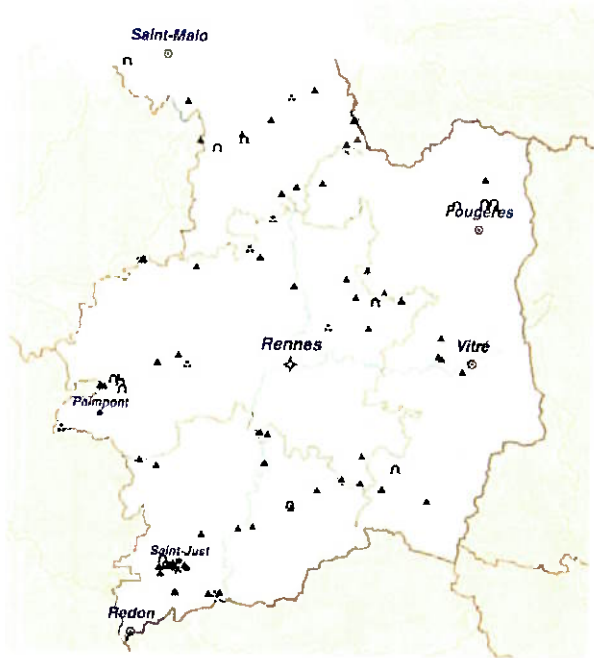 Saint-Malo
Fougères
Rennes
Vitré
Paimpont
Saint-Just
Redon